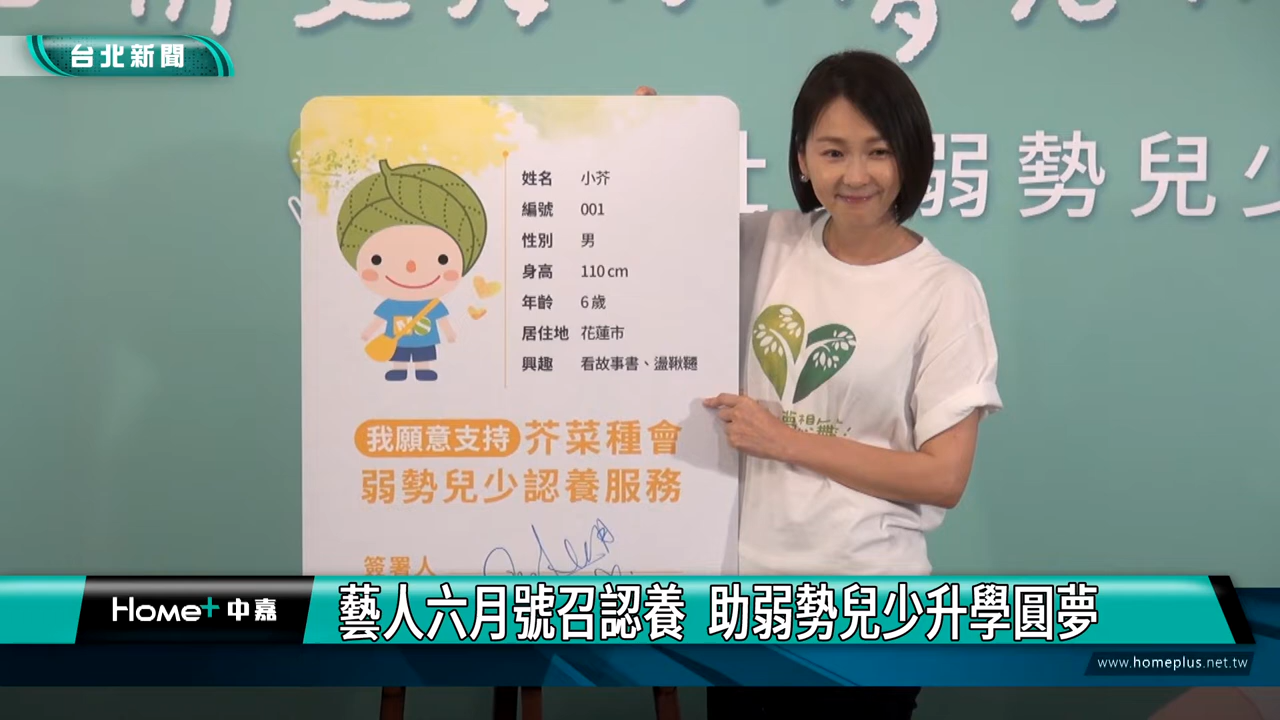 台北新聞
弱勢兒少
姓名 小芥
編號 001
性別 男
身高 110 cm
年齡 6 歲
居住地 花蓮市
興趣 看故事書、盪鞦韆
我願意支持 芥菜種會
弱勢兒少認養服務
簽署人
Home+ 中嘉
藝人六月號召認養 助弱勢兒少升學圓夢
www.homeplus.net.tw